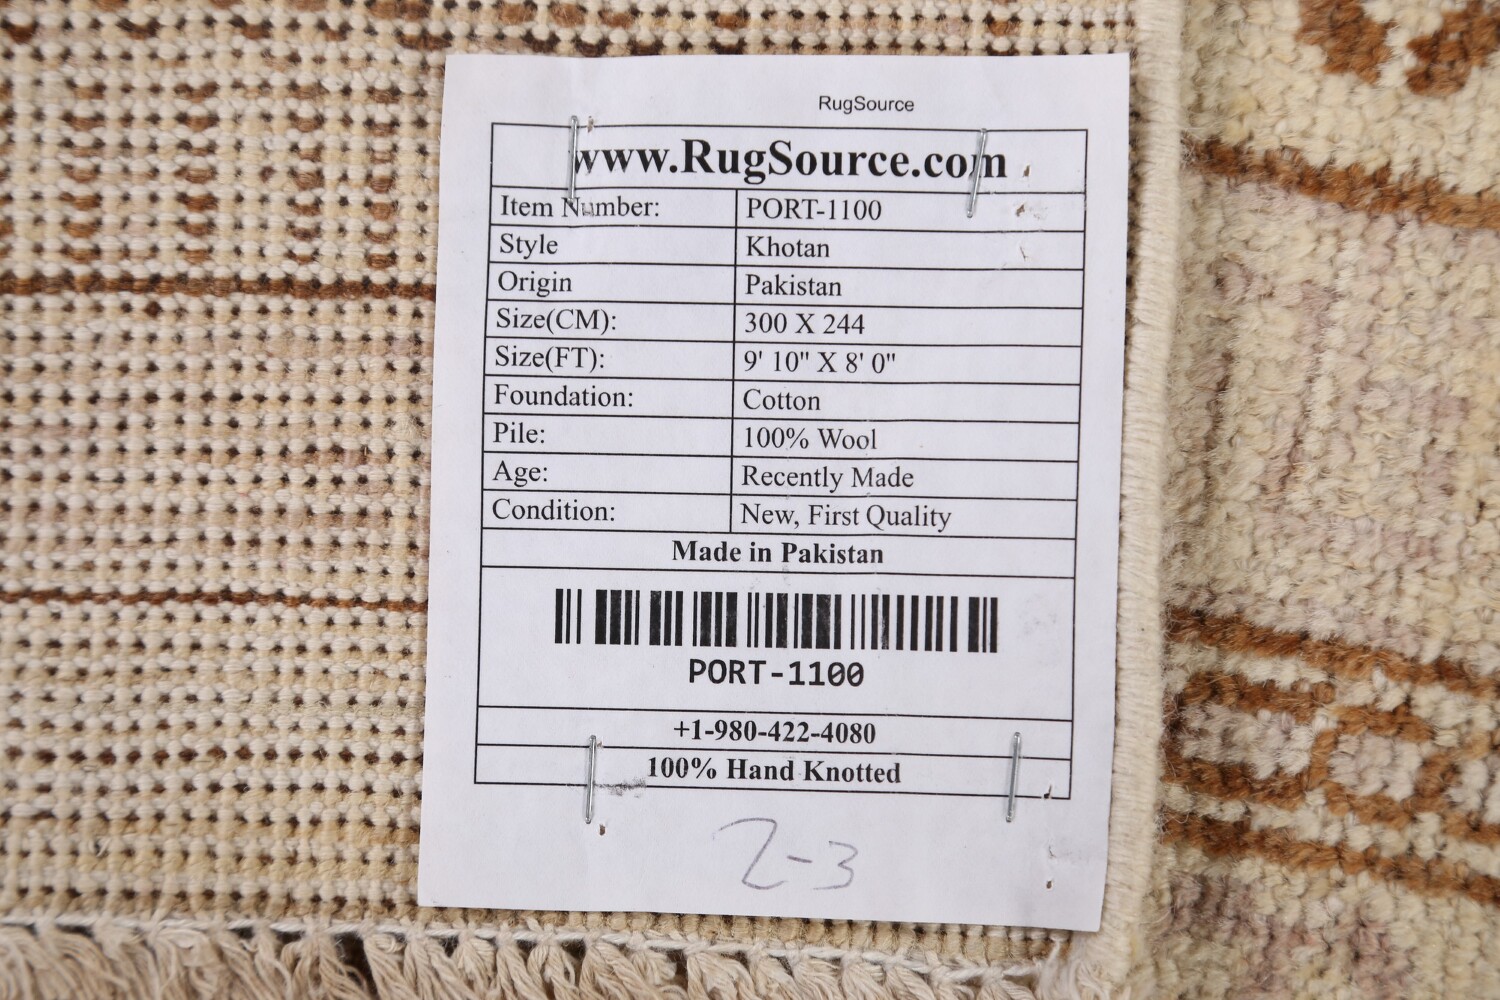 RugSource
www.RugSource.com
Item Number: PORT-1100
Style Khotan
Origin Pakistan
Size(CM): 300 X 244
Size(FT): 9' 10" X 8' 0"
Foundation: Cotton
Pile: 100% Wool
Age: Recently Made
Condition: New, First Quality
Made in Pakistan
PORT-1100
+1-980-422-4080
100% Hand Knotted
2-3